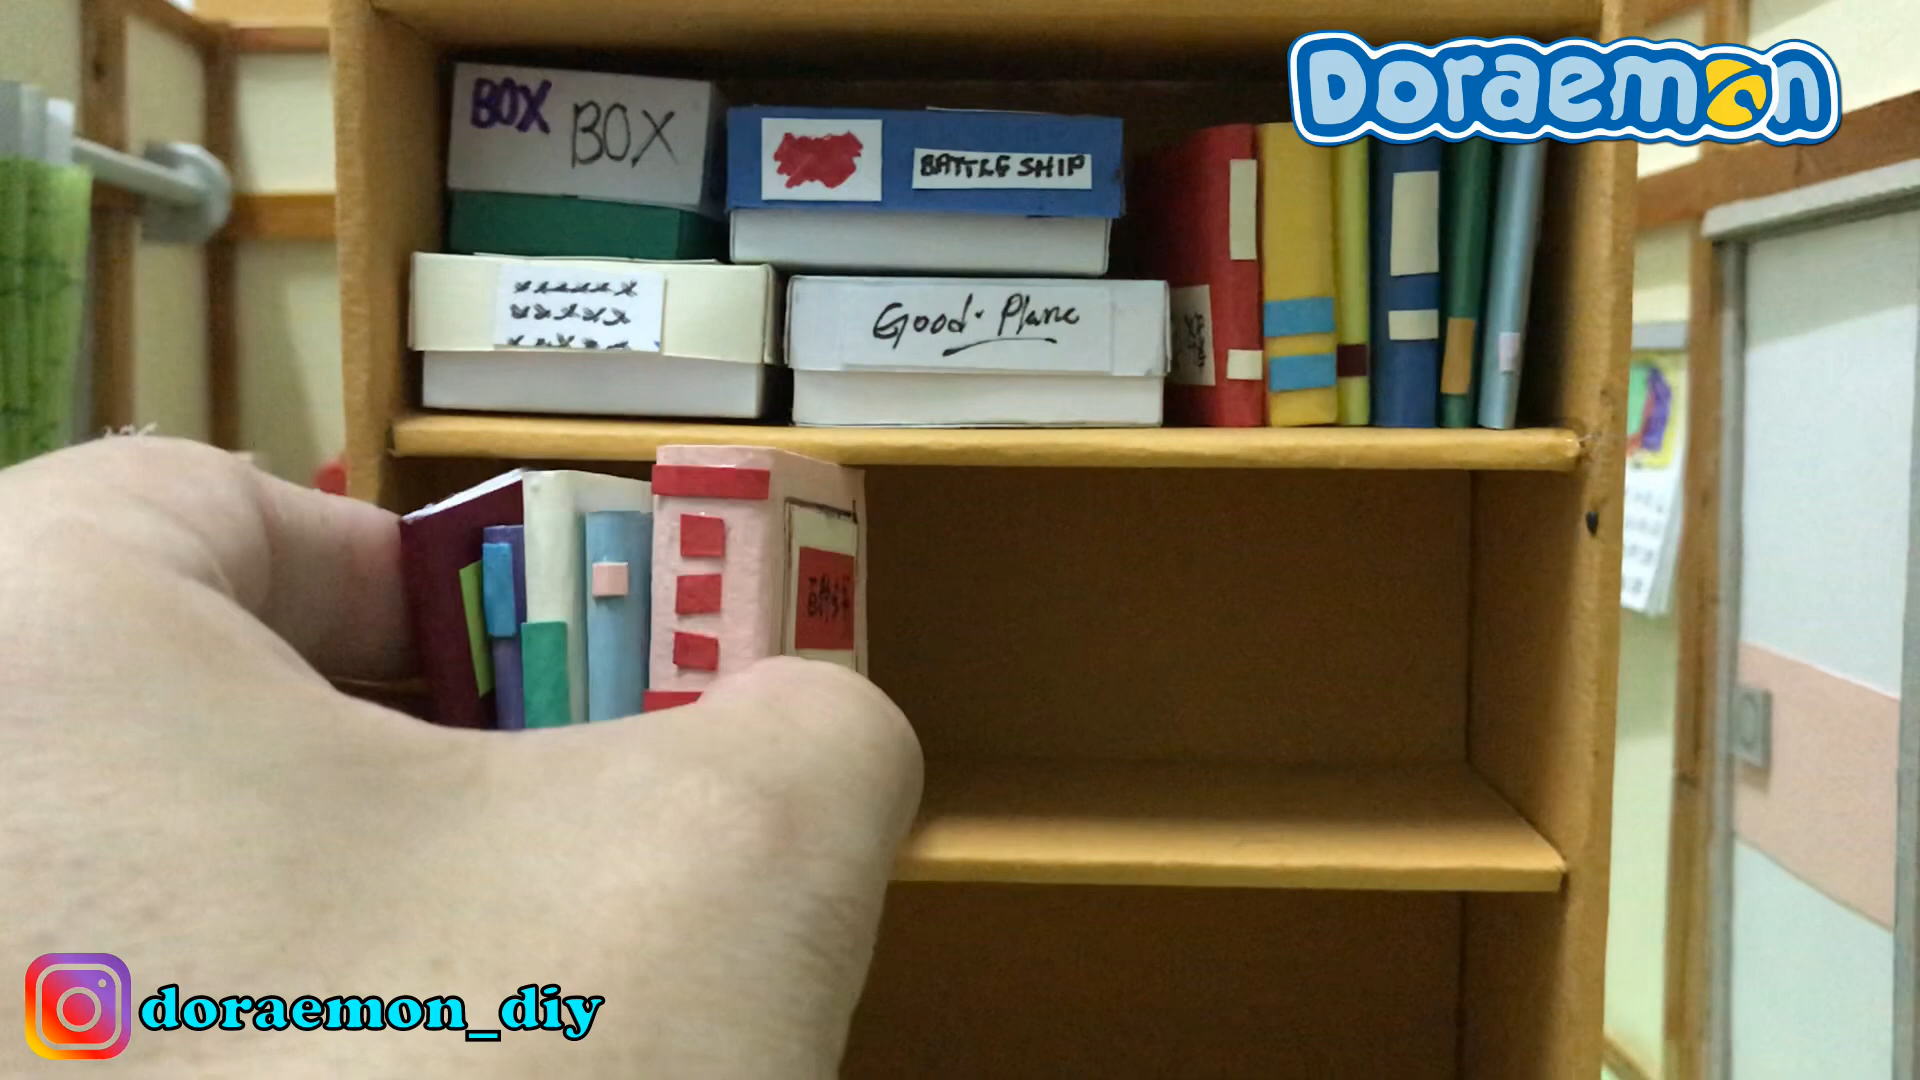 Doraemon
BOX BOX
BATTLE SHIP
Good. Plane
doraemon_diy